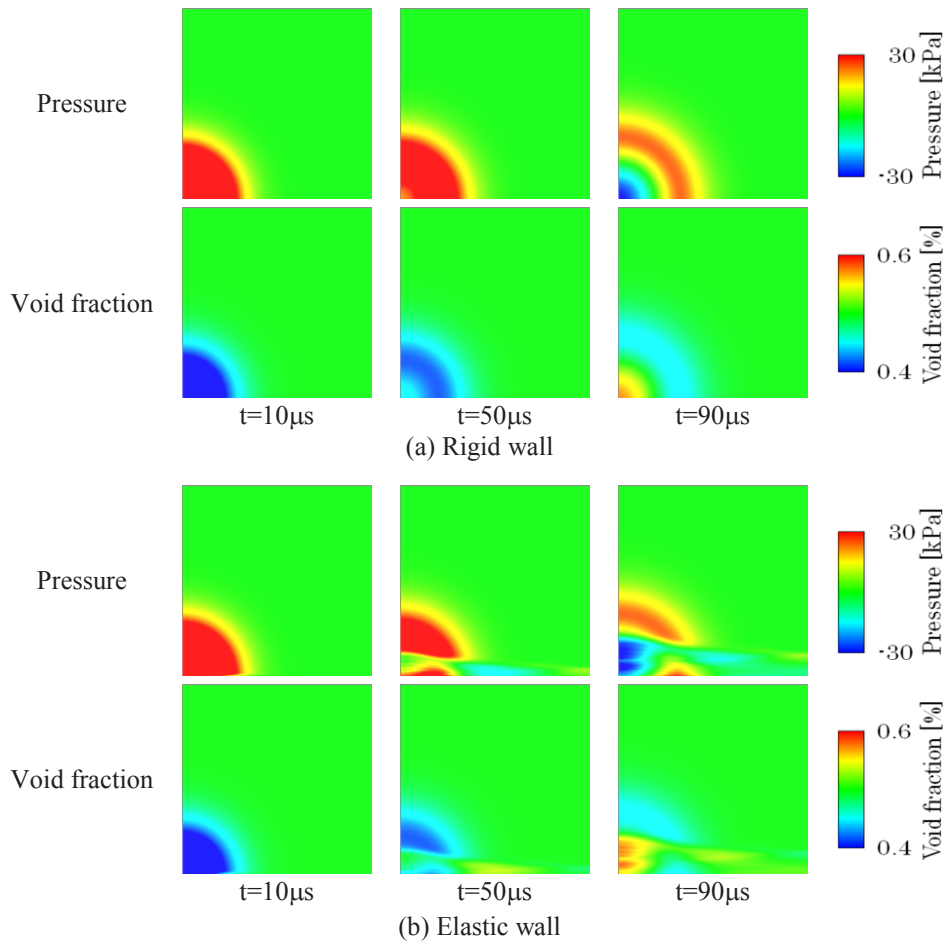 Pressure
30
Pressure [kPa]
-30
Void fraction
0.6
Void fraction [%]
0.4
t=10μs
t=50μs
t=90μs
(a) Rigid wall
Pressure
30
Pressure [kPa]
-30
Void fraction
0.6
Void fraction [%]
0.4
t=10μs
t=50μs
t=90μs
(b) Elastic wall